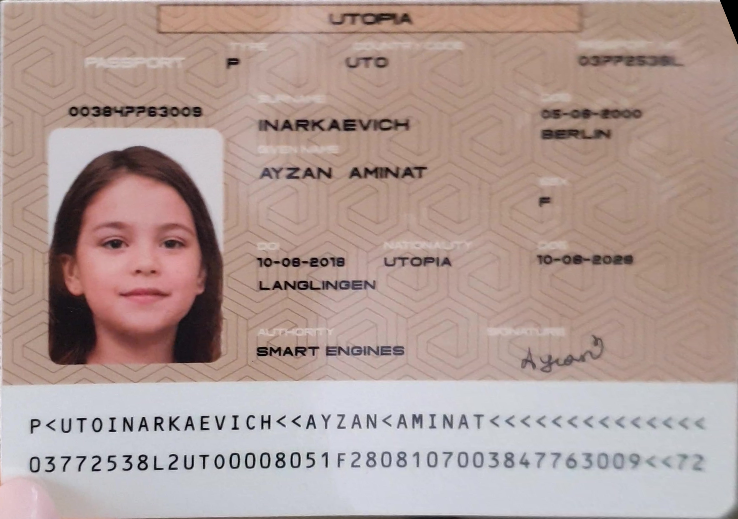 UTOPIA
PASSPORT
TYPE
P
COUNTRY CODE
UTO
PASSPORT NO.
03772538L
003847763009
SURNAME
INARKAEVICH
DOB
05-08-2000
BERLIN
GIVEN NAME
AYZAN AMINAT
SEX
F
DOI
10-08-2018
LANGLINGEN
NATIONALITY
UTOPIA
DOE
10-08-2028
AUTHORITY
SMART ENGINES
SIGNATURE
Ayzan
P<UTOINARKAEVICH<<AYZAN<AMINAT<<<<<<<<<<<<<<
03772538L2UTO0008051F2808107003847763009<<72